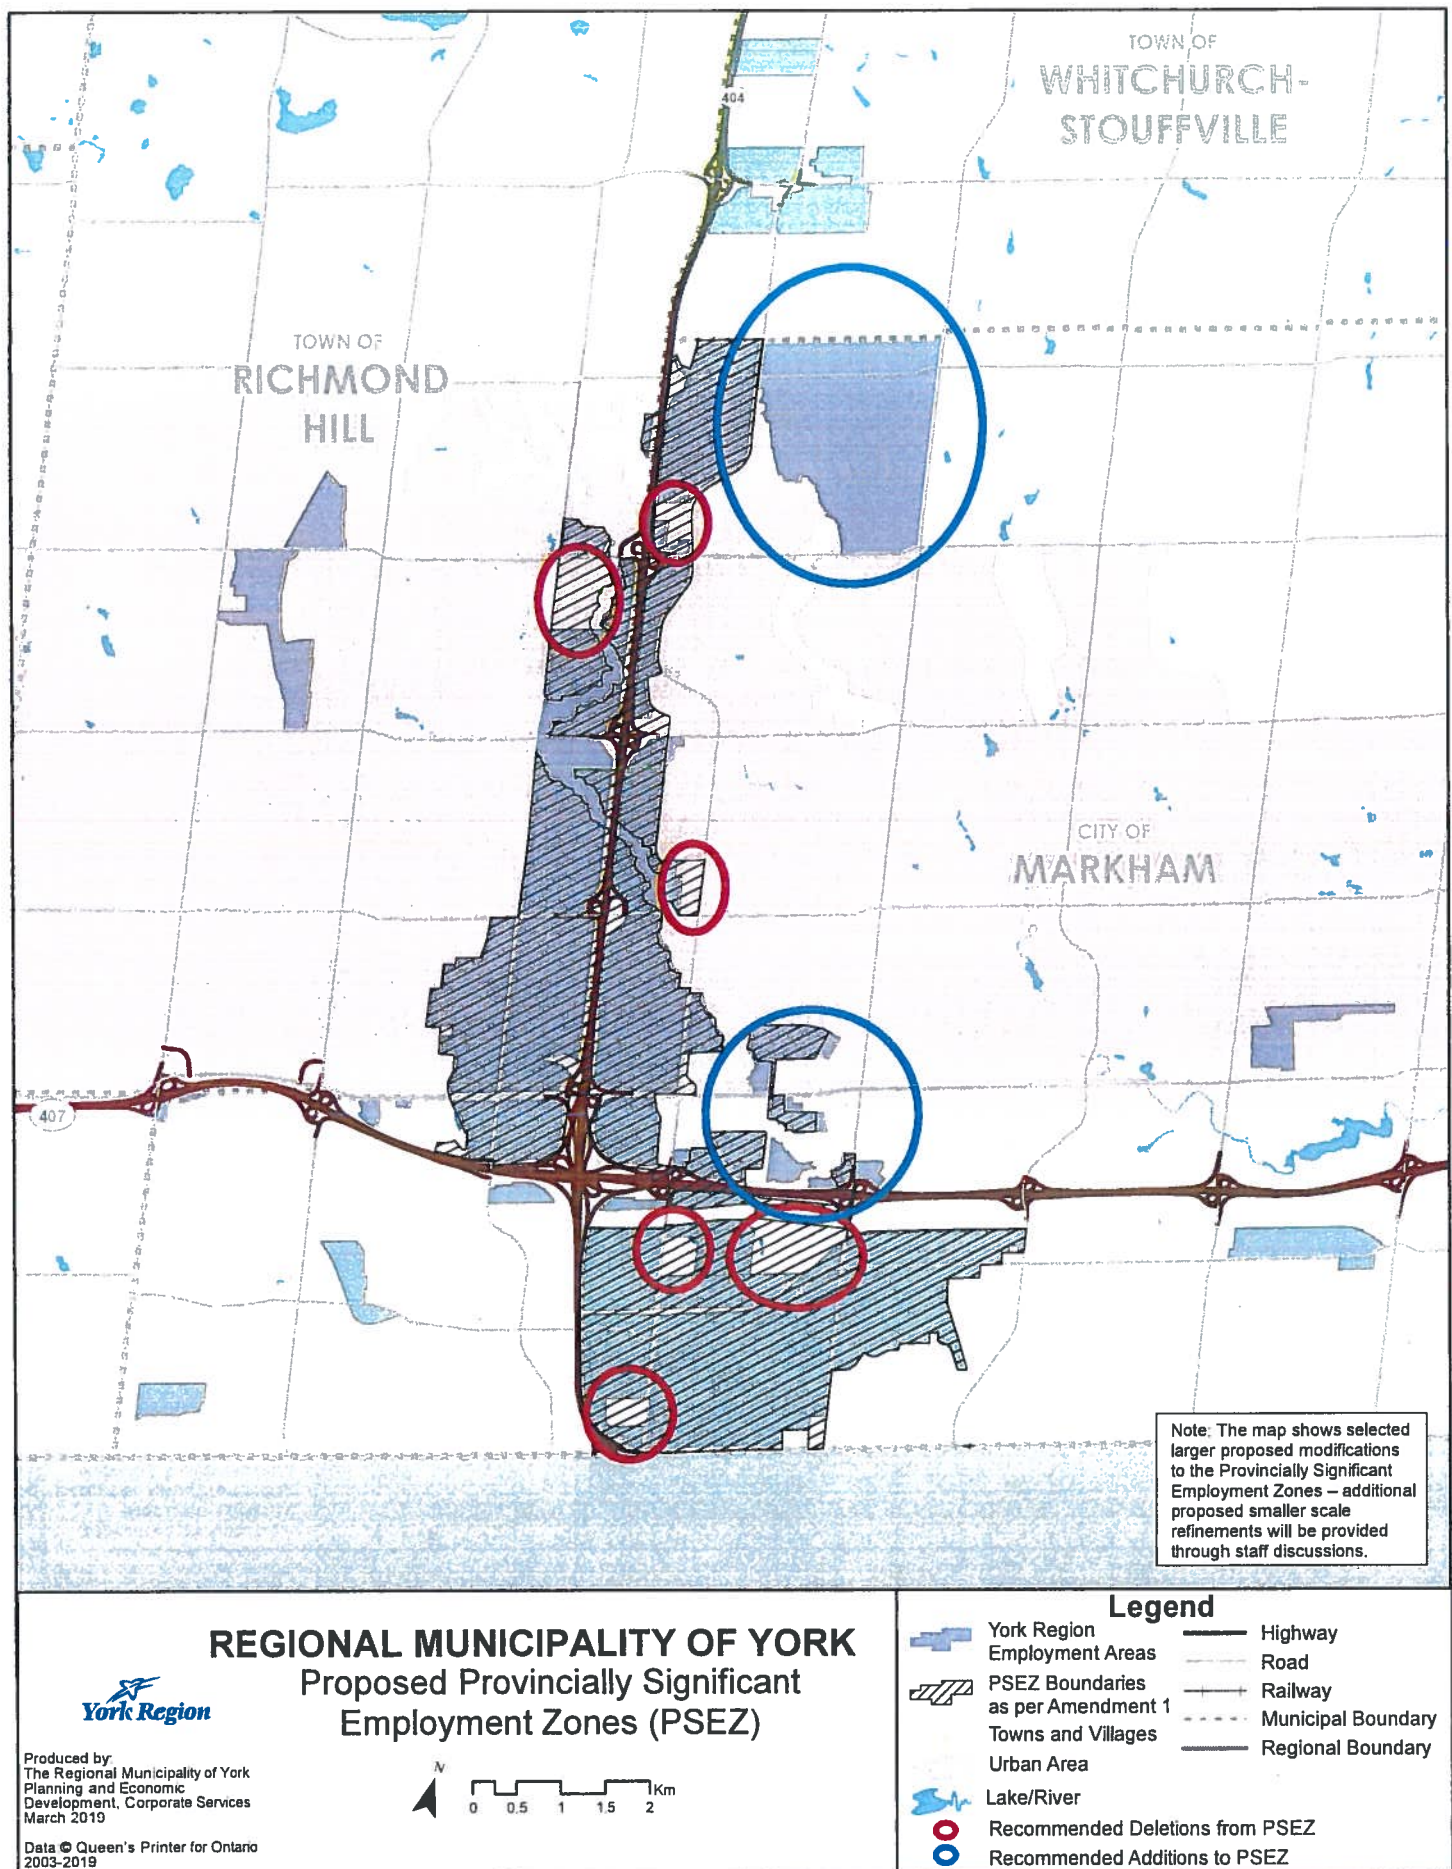 TOWN OF
WHITCHURCH-
STOUFFVILLE
404
TOWN OF
RICHMOND
HILL
CITY OF
MARKHAM
407
Note: The map shows selected
larger proposed modifications
to the Provincially Significant
Employment Zones – additional
proposed smaller scale
refinements will be provided
through staff discussions.
REGIONAL MUNICIPALITY OF YORK
Proposed Provincially Significant
Employment Zones (PSEZ)
York Region
Produced by:
The Regional Municipality of York
Planning and Economic
Development, Corporate Services
March 2019
Data © Queen's Printer for Ontario
2003-2019
N
0 0.5 1 1.5 2 Km
Legend
York Region
Employment Areas
PSEZ Boundaries
as per Amendment 1
Towns and Villages
Urban Area
Lake/River
Highway
Road
Railway
Municipal Boundary
Regional Boundary
Recommended Deletions from PSEZ
Recommended Additions to PSEZ